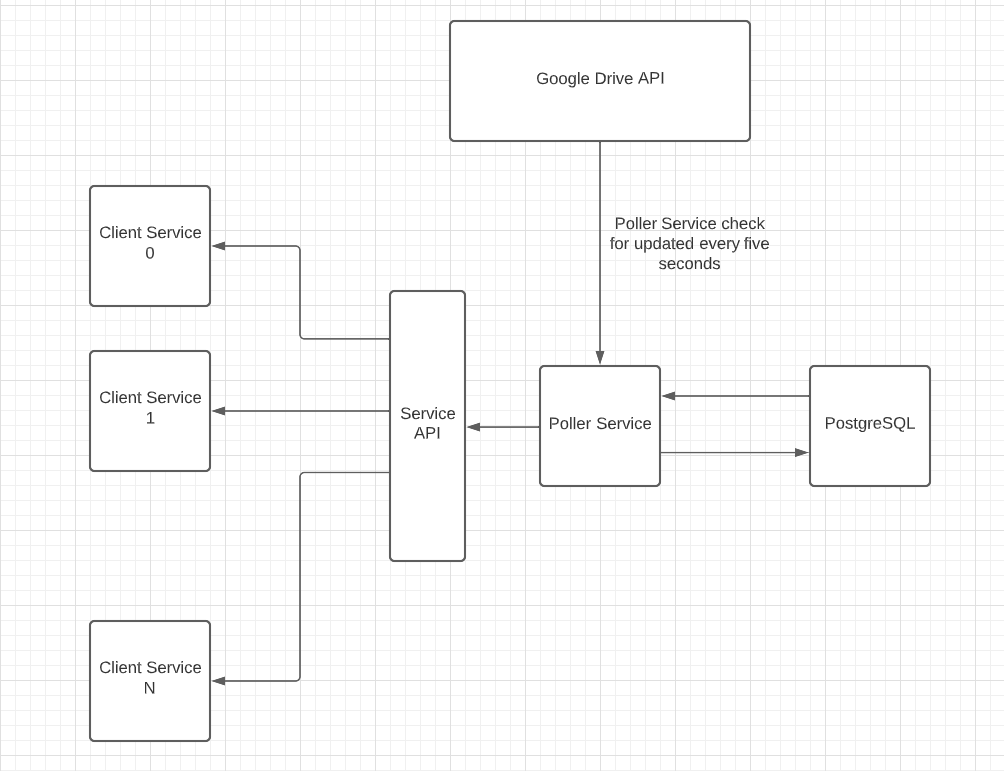 Google Drive API
Poller Service check
for updated every five
seconds
Client Service
0
Client Service
1
Service
API
Poller Service
PostgreSQL
Client Service
N